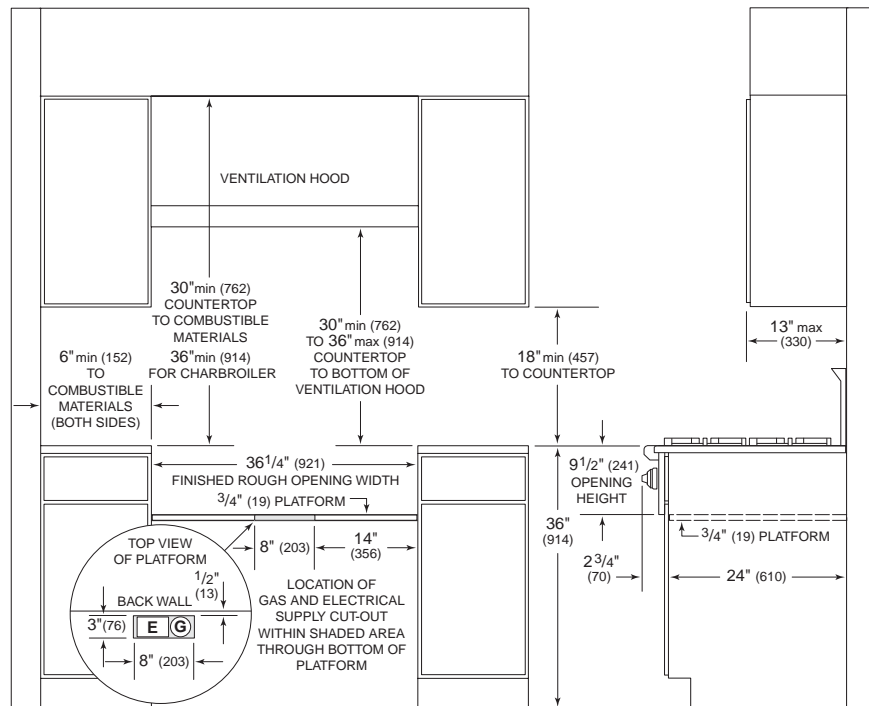 VENTILATION HOOD
30" min (762)
COUNTERTOP
TO COMBUSTIBLE
MATERIALS
36" min (914)
FOR CHARBROILER
30" min (762)
TO 36" max (914)
COUNTERTOP
TO BOTTOM OF
VENTILATION HOOD
6" min (152)
TO
COMBUSTIBLE
MATERIALS
(BOTH SIDES)
18" min (457)
TO COUNTERTOP
13" max
(330)
36 1/4" (921)
FINISHED ROUGH OPENING WIDTH
3/4" (19) PLATFORM
9 1/2" (241)
OPENING
HEIGHT
36"
(914)
3/4" (19) PLATFORM
2 3/4"
(70)
24" (610)
8" (203)
14"
(356)
LOCATION OF
GAS AND ELECTRICAL
SUPPLY CUT-OUT
WITHIN SHADED AREA
THROUGH BOTTOM OF
PLATFORM
TOP VIEW
OF PLATFORM
1/2"
(13)
BACK WALL
3" (76)
E G
8" (203)